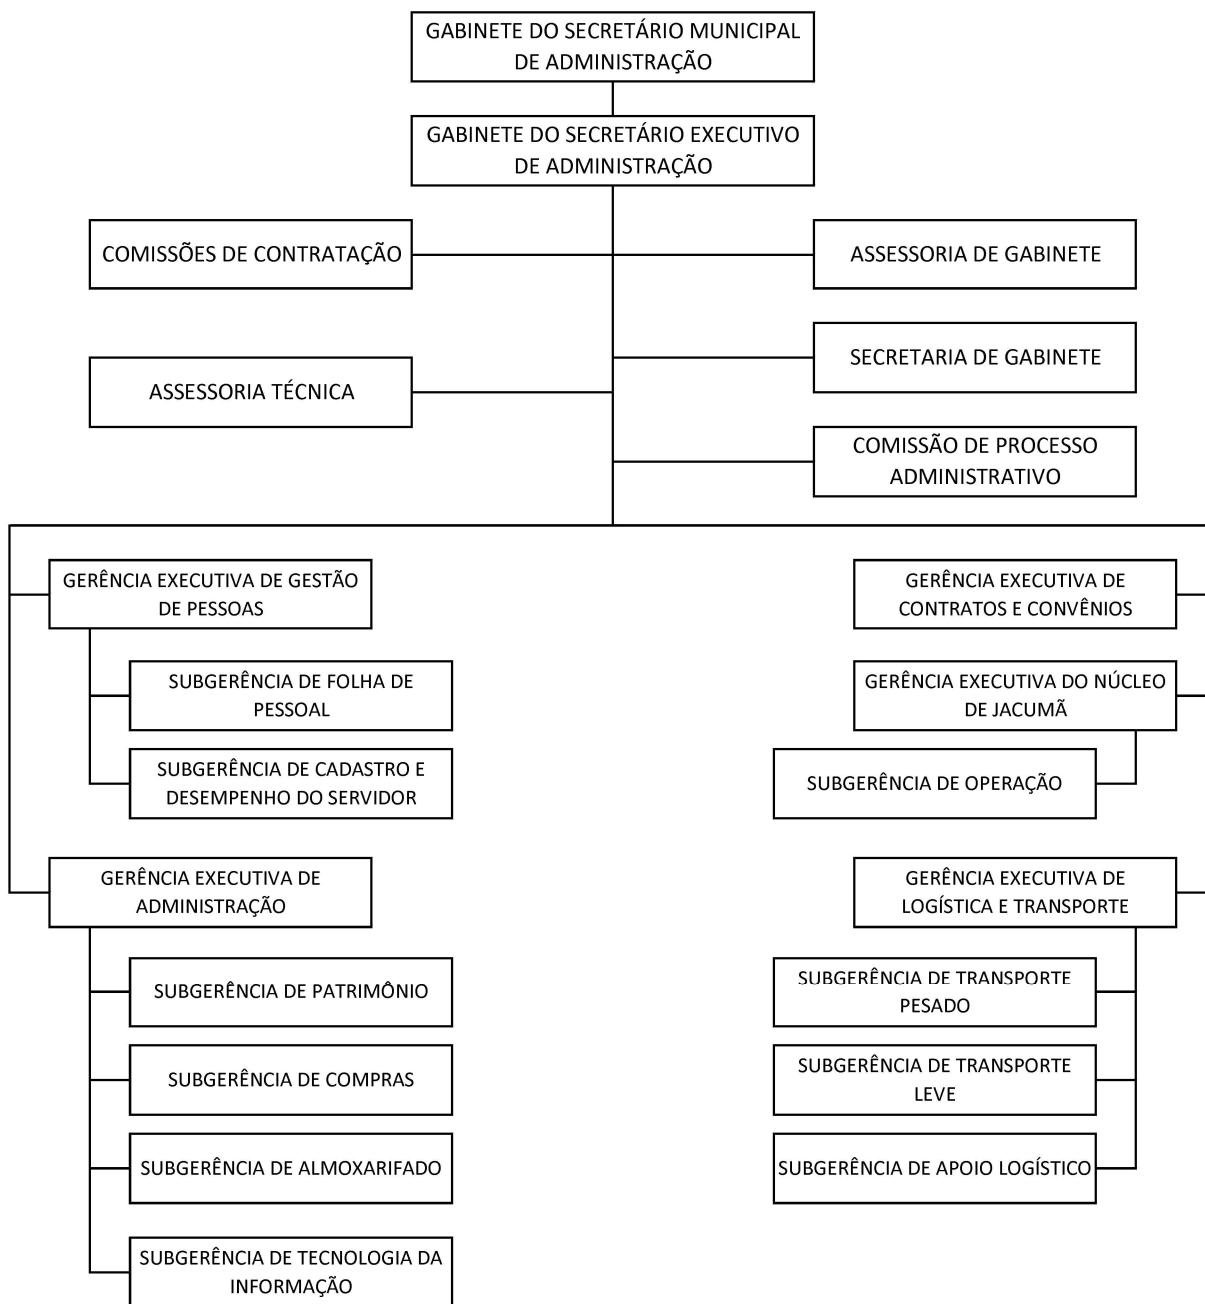 GABINETE DO SECRETÁRIO MUNICIPAL
DE ADMINISTRAÇÃO
GABINETE DO SECRETÁRIO EXECUTIVO
DE ADMINISTRAÇÃO
COMISSÕES DE CONTRATAÇÃO
ASSESSORIA DE GABINETE
SECRETARIA DE GABINETE
ASSESSORIA TÉCNICA
COMISSÃO DE PROCESSO
ADMINISTRATIVO
GERÊNCIA EXECUTIVA DE GESTÃO
DE PESSOAS
SUBGERÊNCIA DE FOLHA DE
PESSOAL
SUBGERÊNCIA DE CADASTRO E
DESEMPENHO DO SERVIDOR
GERÊNCIA EXECUTIVA DE
ADMINISTRAÇÃO
SUBGERÊNCIA DE PATRIMÔNIO
SUBGERÊNCIA DE COMPRAS
SUBGERÊNCIA DE ALMOXARIFADO
SUBGERÊNCIA DE TECNOLOGIA DA
INFORMAÇÃO
GERÊNCIA EXECUTIVA DE
CONTRATOS E CONVÊNIOS
GERÊNCIA EXECUTIVA DO NÚCLEO
DE JACUMÃ
SUBGERÊNCIA DE OPERAÇÃO
GERÊNCIA EXECUTIVA DE
LOGÍSTICA E TRANSPORTE
SUBGERÊNCIA DE TRANSPORTE
PESADO
SUBGERÊNCIA DE TRANSPORTE
LEVE
SUBGERÊNCIA DE APOIO LOGÍSTICO